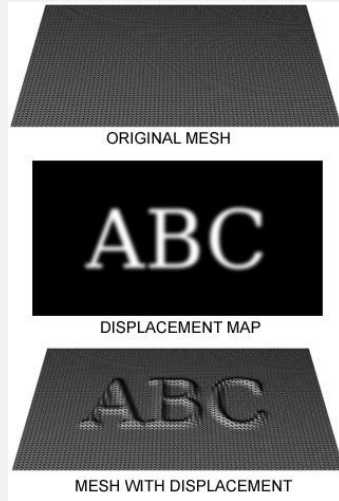 ORIGINAL MESH
ABC
DISPLACEMENT MAP
ABC
MESH WITH DISPLACEMENT